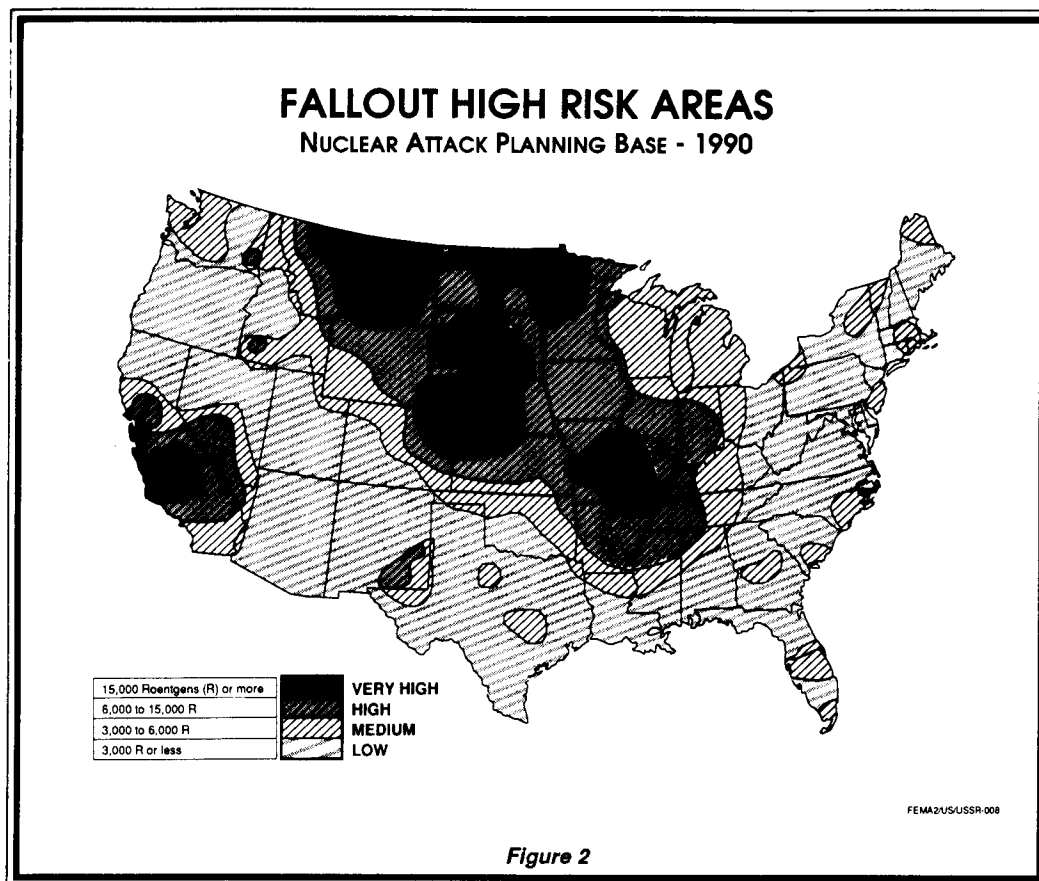 FALLOUT HIGH RISK AREAS
NUCLEAR ATTACK PLANNING BASE - 1990
15,000 Roentgens (R) or more
VERY HIGH
6,000 to 15,000 R
HIGH
3,000 to 6,000 R
MEDIUM
3,000 R or less
LOW
FEMA2/US/USSR-008
Figure 2